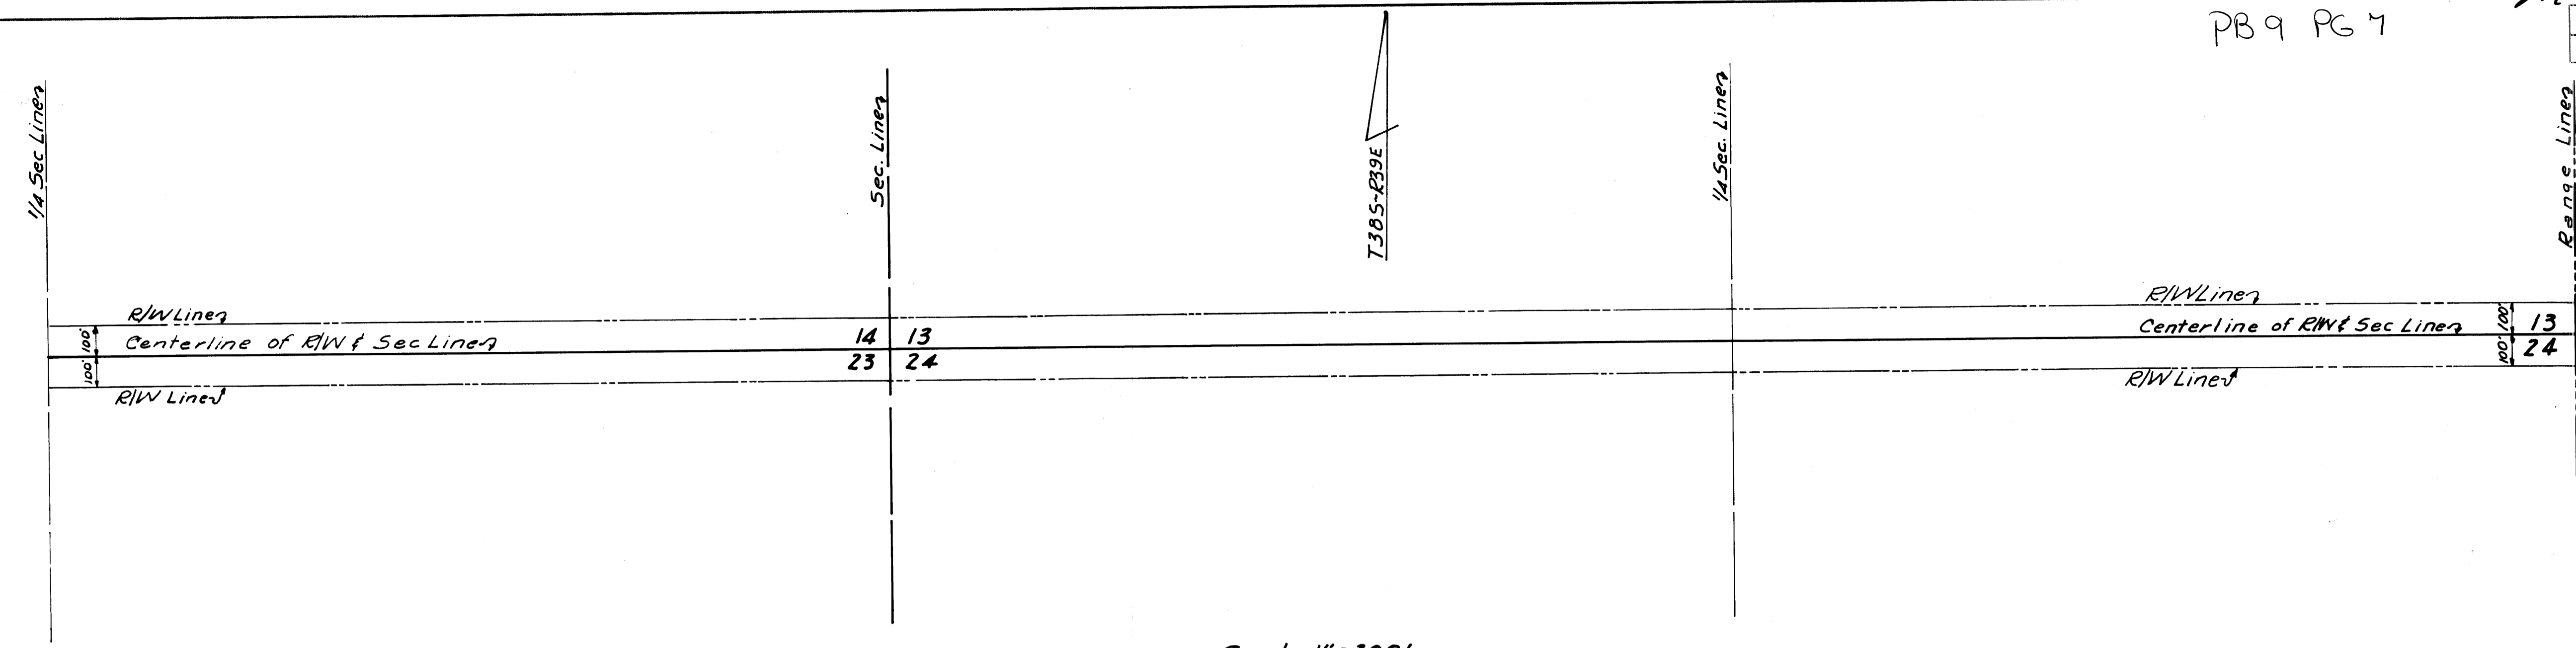 PB 9 PG 7
1/4 Sec Line
Sec. Line
T38S-R39E
1/4 Sec. Line
Range Line
R/W Line
R/W Line
100'
Centerline of R/W & Sec Line
14 13
Centerline of R/W & Sec Line
100'
13
100'
23 24
100'
24
R/W Line
R/W Line